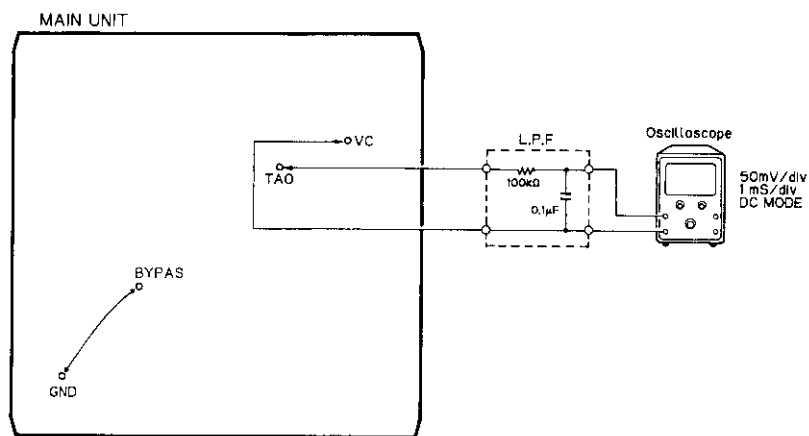 MAIN UNIT
VC
TAO
L.P.F
100kΩ
0.1μF
Oscilloscope
50mV/div
1mS/div
DC MODE
BYPAS
GND